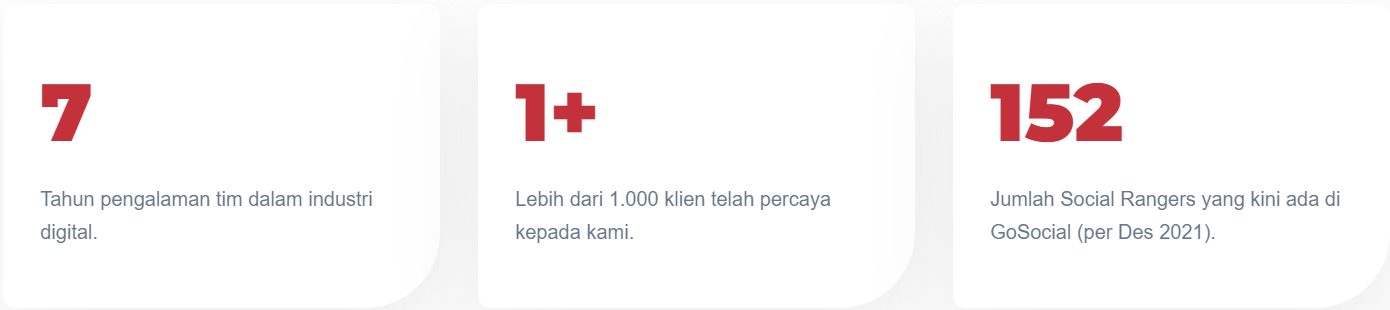 7
Tahun pengalaman tim dalam industri
digital.
1+
Lebih dari 1.000 klien telah percaya
kepada kami.
152
Jumlah Social Rangers yang kini ada di
GoSocial (per Des 2021).